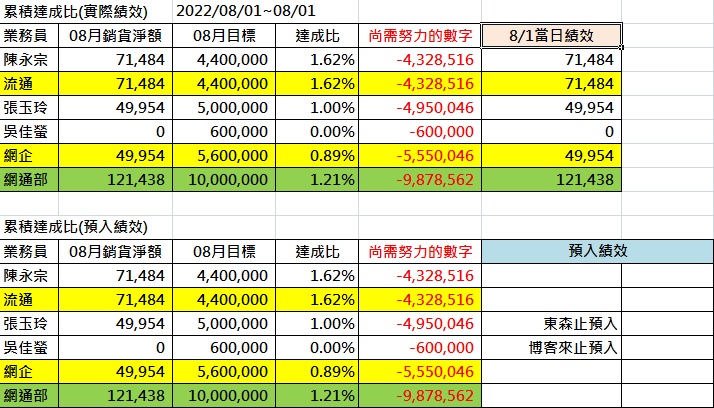 累積達成比(實際績效) 2022/08/01~08/01
業務員 08月銷貨淨額 08月目標 達成比 尚需努力的數字 8/1當日績效
陳永宗 71,484 4,400,000 1.62% -4,328,516 71,484
流通 71,484 4,400,000 1.62% -4,328,516 71,484
張玉玲 49,954 5,000,000 1.00% -4,950,046 49,954
吳佳螢 0 600,000 0.00% -600,000 0
網企 49,954 5,600,000 0.89% -5,550,046 49,954
網通部 121,438 10,000,000 1.21% -9,878,562 121,438
累積達成比(預入績效)
業務員 08月銷貨淨額 08月目標 達成比 尚需努力的數字 預入績效
陳永宗 71,484 4,400,000 1.62% -4,328,516
流通 71,484 4,400,000 1.62% -4,328,516
張玉玲 49,954 5,000,000 1.00% -4,950,046 東森止預入
吳佳螢 0 600,000 0.00% -600,000 博客來止預入
網企 49,954 5,600,000 0.89% -5,550,046
網通部 121,438 10,000,000 1.21% -9,878,562